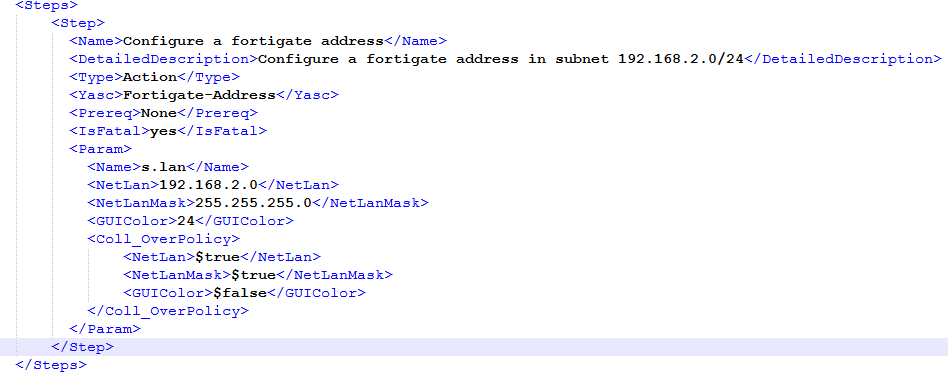 <Steps>
<Step>
<Name>Configure a fortigate address</Name>
<DetailedDescription>Configure a fortigate address in subnet 192.168.2.0/24</DetailedDescription>
<Type>Action</Type>
<Yasc>Fortigate-Address</Yasc>
<Prereq>None</Prereq>
<IsFatal>yes</IsFatal>
<Param>
<Name>s.lan</Name>
<NetLan>192.168.2.0</NetLan>
<NetLanMask>255.255.255.0</NetLanMask>
<GUIColor>24</GUIColor>
<Coll_OverPolicy>
<NetLan>$true</NetLan>
<NetLanMask>$true</NetLanMask>
<GUIColor>$false</GUIColor>
</Coll_OverPolicy>
</Param>
</Step>
</Steps>